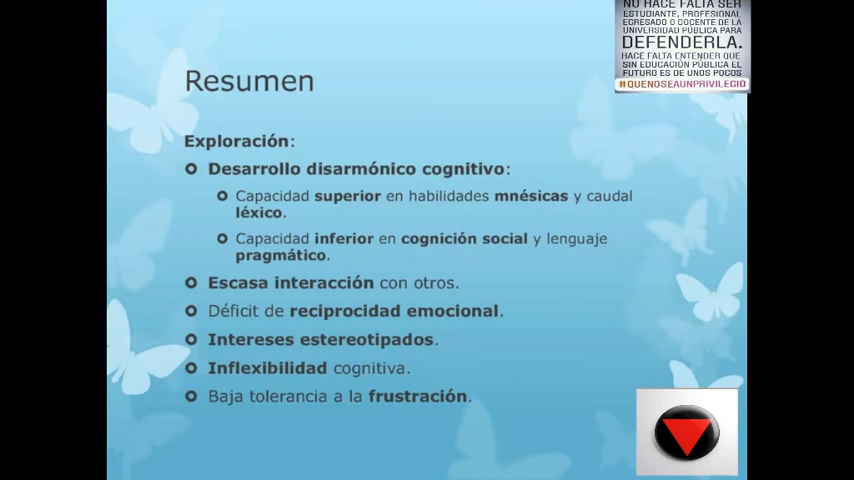 NO HACE FALTA SER
ESTUDIANTE, PROFESIONAL,
EGRESADO O DOCENTE DE LA
UNIVERSIDAD PÚBLICA PARA
DEFENDERLA.
HACE FALTA ENTENDER QUE
SIN EDUCACIÓN PÚBLICA EL
FUTURO ES DE UNOS POCOS
#QUENOSEAUNPRIVILEGIO
Resumen
Exploración:
Desarrollo disarmónico cognitivo:
Capacidad superior en habilidades mnésicas y caudal
léxico.
Capacidad inferior en cognición social y lenguaje
pragmático.
Escasa interacción con otros.
Déficit de reciprocidad emocional.
Intereses estereotipados.
Inflexibilidad cognitiva.
Baja tolerancia a la frustración.